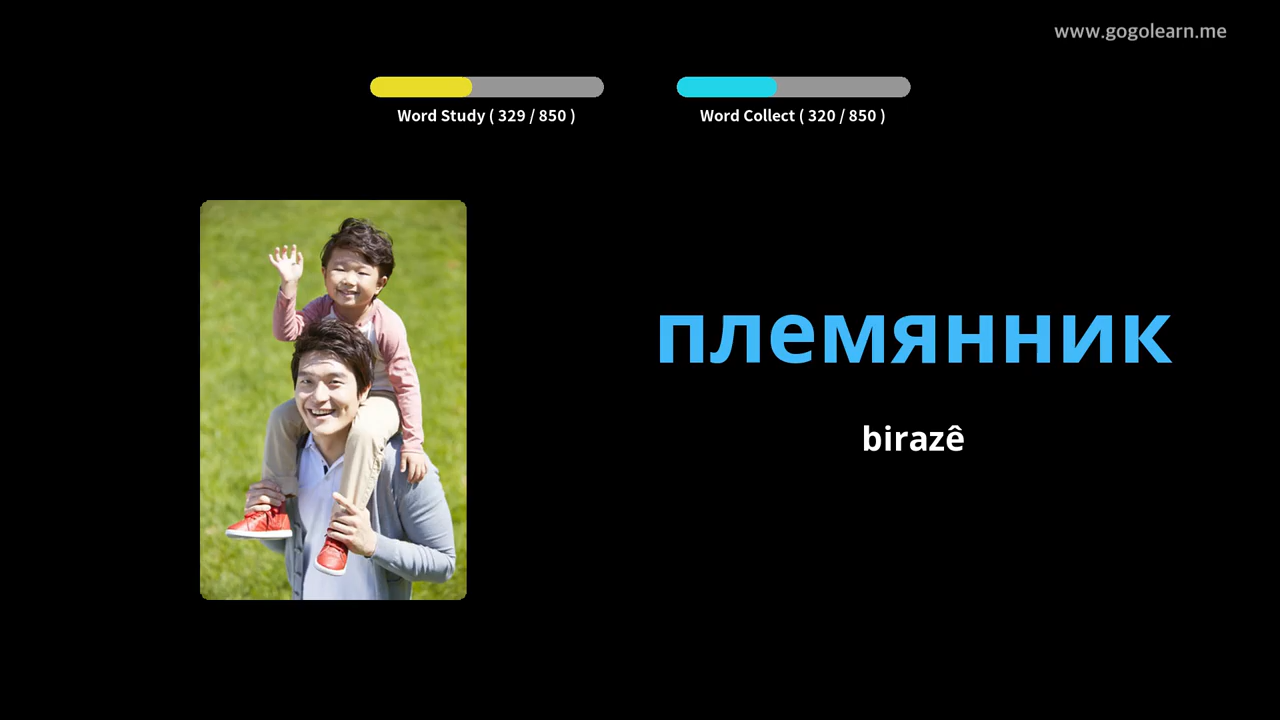 www.gogolearn.me
Word Study ( 329 / 850 )
Word Collect ( 320 / 850 )
племянник
birazê